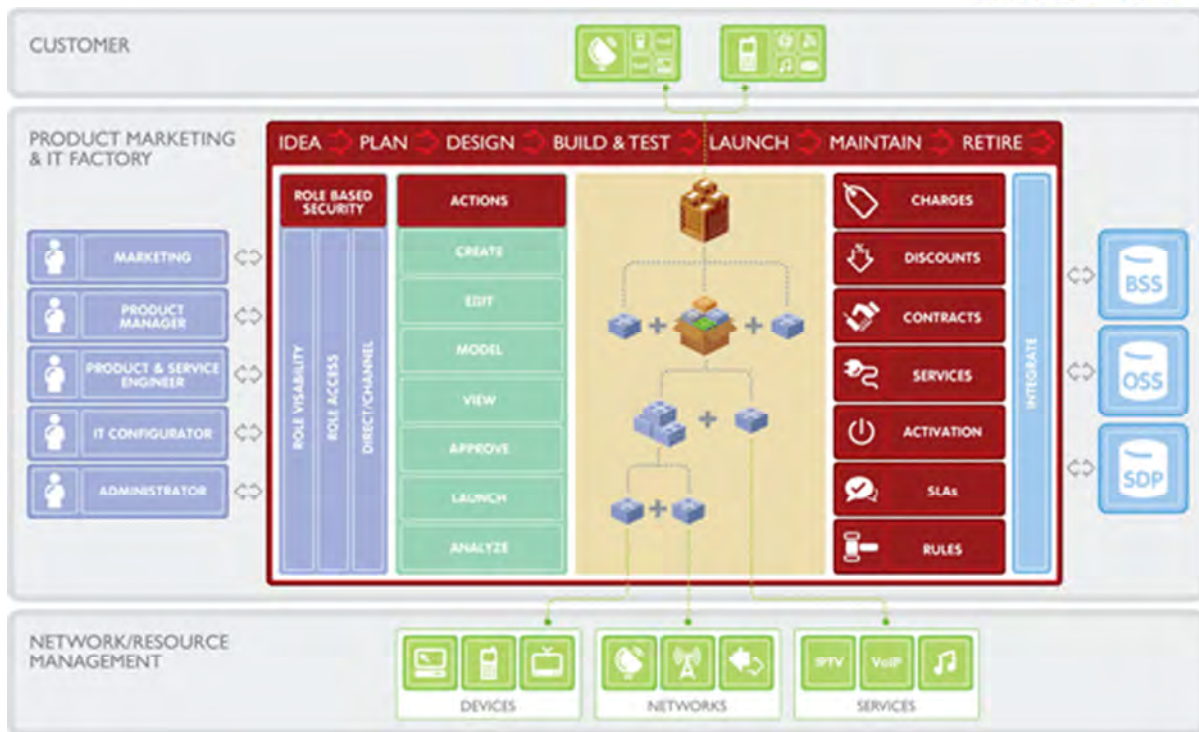 CUSTOMER
PRODUCT MARKETING
& IT FACTORY
IDEA PLAN DESIGN BUILD & TEST LAUNCH MAINTAIN RETIRE
ROLE BASED
SECURITY
ACTIONS
MARKETING
PRODUCT
MANAGER
PRODUCT & SERVICE
ENGINEER
IT CONFIGURATOR
ADMINISTRATOR
ROLE VISABILITY
ROLE ACCESS
DIRECT/CHANNEL
CREATE
EDIT
MODEL
VIEW
APPROVE
LAUNCH
ANALYZE
CHARGES
DISCOUNTS
CONTRACTS
SERVICES
ACTIVATION
SLAs
RULES
INTEGRATE
BSS
OSS
SDP
NETWORK/RESOURCE
MANAGEMENT
IPTV VoIP
DEVICES NETWORKS SERVICES